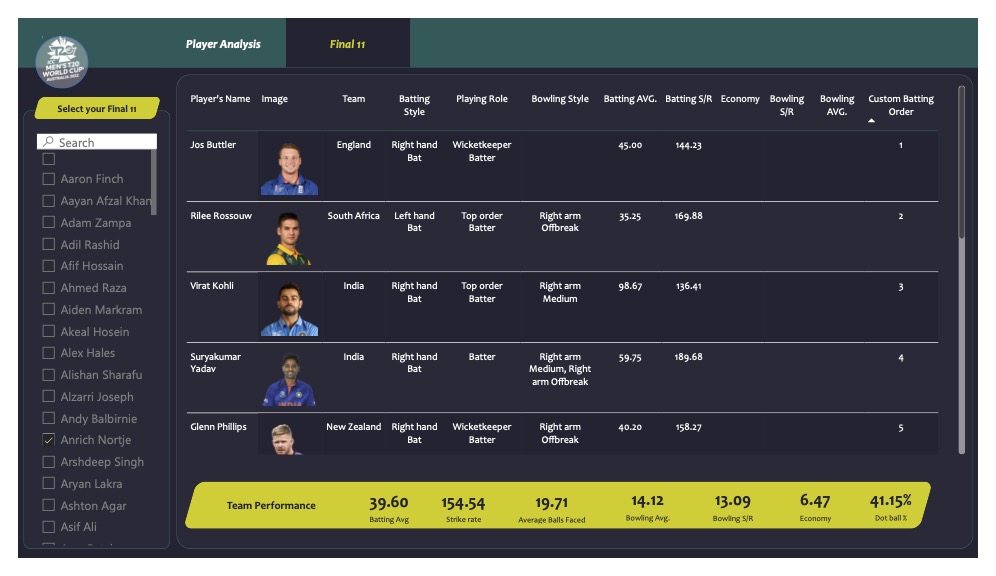 Player Analysis
Final 11
ICC
MEN'S T20
WORLD CUP
AUSTRALIA 2022
Select your Final 11
Search
Aaron Finch
Aayan Afzal Khan
Adam Zampa
Adil Rashid
Afif Hossain
Ahmed Raza
Aiden Markram
Akeal Hosein
Alex Hales
Alishan Sharafu
Alzarri Joseph
Andy Balbirnie
Anrich Nortje
Arshdeep Singh
Aryan Lakra
Ashton Agar
Asif Ali
Player's Name Image Team Batting Style Playing Role Bowling Style Batting AVG. Batting S/R Economy Bowling S/R Bowling AVG. Custom Batting Order
Jos Buttler England Right hand Bat Wicketkeeper Batter 45.00 144.23 1
Rilee Rossouw South Africa Left hand Bat Top order Batter Right arm Offbreak 35.25 169.88 2
Virat Kohli India Right hand Bat Top order Batter Right arm Medium 98.67 136.41 3
Suryakumar Yadav India Right hand Bat Batter Right arm Medium, Right arm Offbreak 59.75 189.68 4
INDIA
Glenn Phillips New Zealand Right hand Bat Wicketkeeper Batter Right arm Offbreak 40.20 158.27 5
Team Performance
39.60 154.54 19.71 14.12 13.09 6.47 41.15%
Batting Avg Strike rate Average Balls Faced Bowling Avg. Bowling S/R Economy Dot ball %